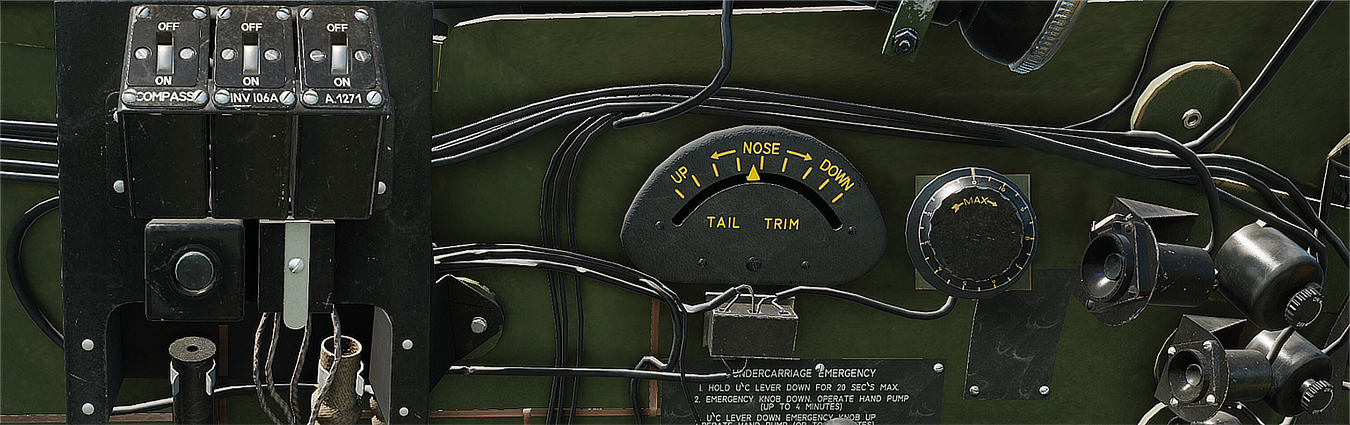 OFF
OFF
OFF
ON
ON
ON
COMPASS
INV 106A
A.1271
NOSE
UP
DOWN
TAIL TRIM
MAX
UNDERCARRIAGE EMERGENCY
1. HOLD U'C LEVER DOWN FOR 20 SEC'S MAX.
2. EMERGENCY KNOB DOWN. OPERATE HAND PUMP
(UP TO 4 MINUTES)
U'C LEVER DOWN EMERGENCY KNOB UP